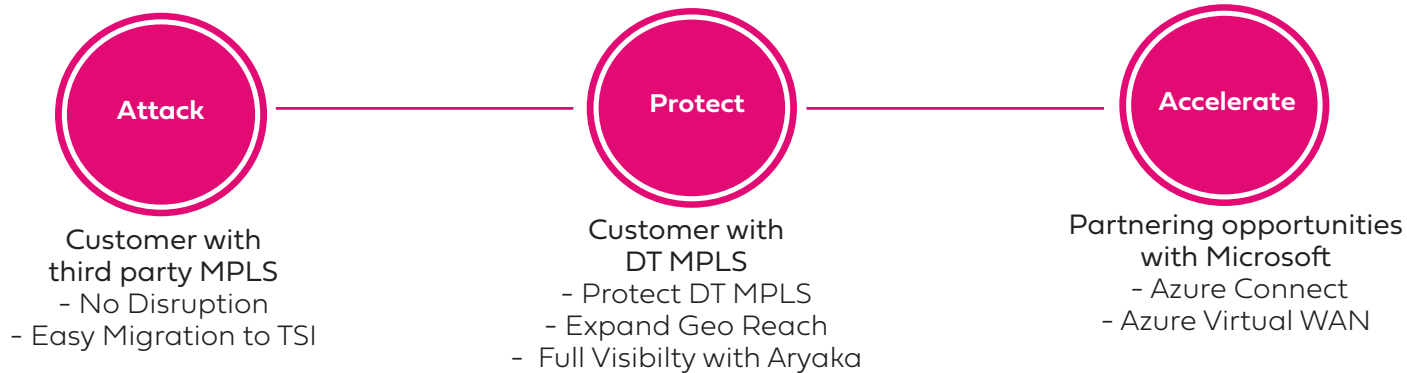 Attack
Customer with
third party MPLS
- No Disruption
- Easy Migration to TSI
Protect
Customer with
DT MPLS
- Protect DT MPLS
- Expand Geo Reach
- Full Visibilty with Aryaka
Accelerate
Partnering opportunities
with Microsoft
- Azure Connect
- Azure Virtual WAN